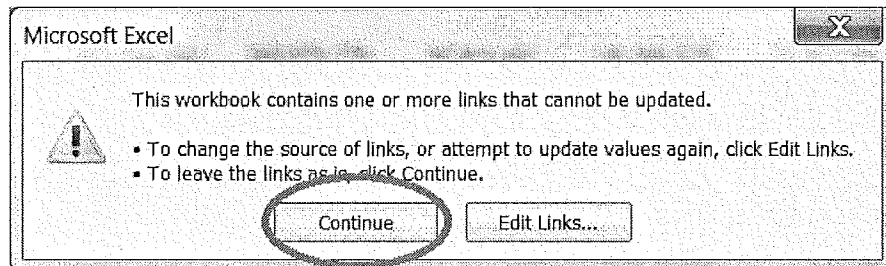 Microsoft Excel
X
This workbook contains one or more links that cannot be updated.
• To change the source of links, or attempt to update values again, click Edit Links.
• To leave the links as is, click Continue.
Continue
Edit Links...